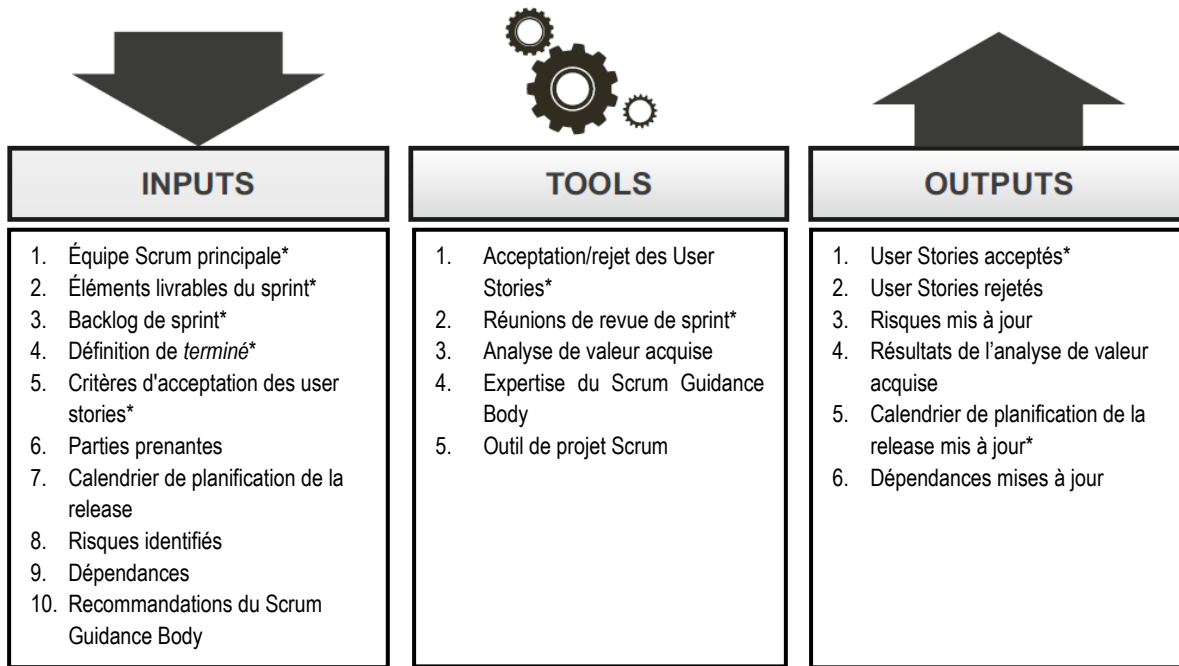 INPUTS
1. Équipe Scrum principale*
2. Éléments livrables du sprint*
3. Backlog de sprint*
4. Définition de terminé*
5. Critères d'acceptation des user
stories*
6. Parties prenantes
7. Calendrier de planification de la
release
8. Risques identifiés
9. Dépendances
10. Recommandations du Scrum
Guidance Body
TOOLS
1. Acceptation/rejet des User
Stories*
2. Réunions de revue de sprint*
3. Analyse de valeur acquise
4. Expertise du Scrum Guidance
Body
5. Outil de projet Scrum
OUTPUTS
1. User Stories acceptés*
2. User Stories rejetés
3. Risques mis à jour
4. Résultats de l’analyse de valeur
acquise
5. Calendrier de planification de la
release mis à jour*
6. Dépendances mises à jour